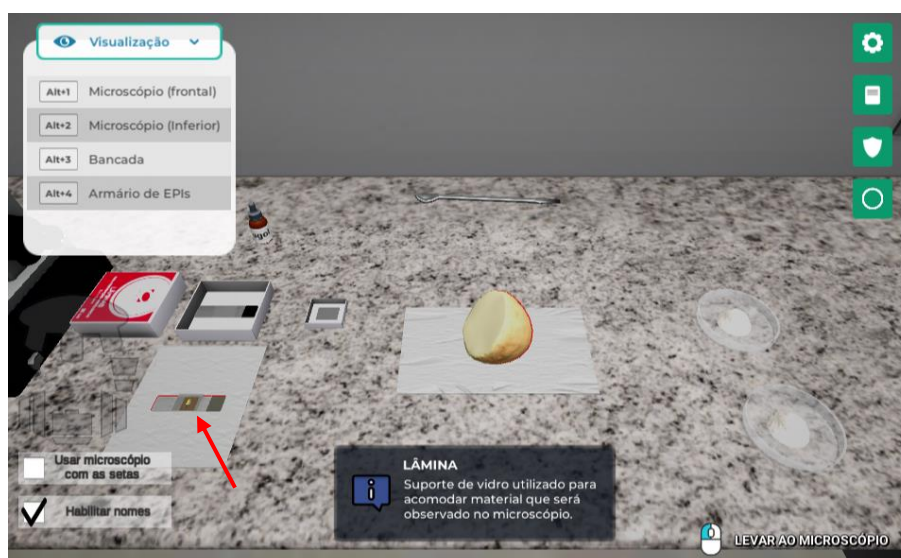 Visualização
Alt+1 Microscópio (frontal)
Alt+2 Microscópio (Inferior)
Alt+3 Bancada
Alt+4 Armário de EPIs
Usar microscópio
com as setas
Habilitar nomes
LÂMINA
Suporte de vidro utilizado para
acomodar material que será
observado no microscópio.
LEVAR AO MICROSCÓPIO